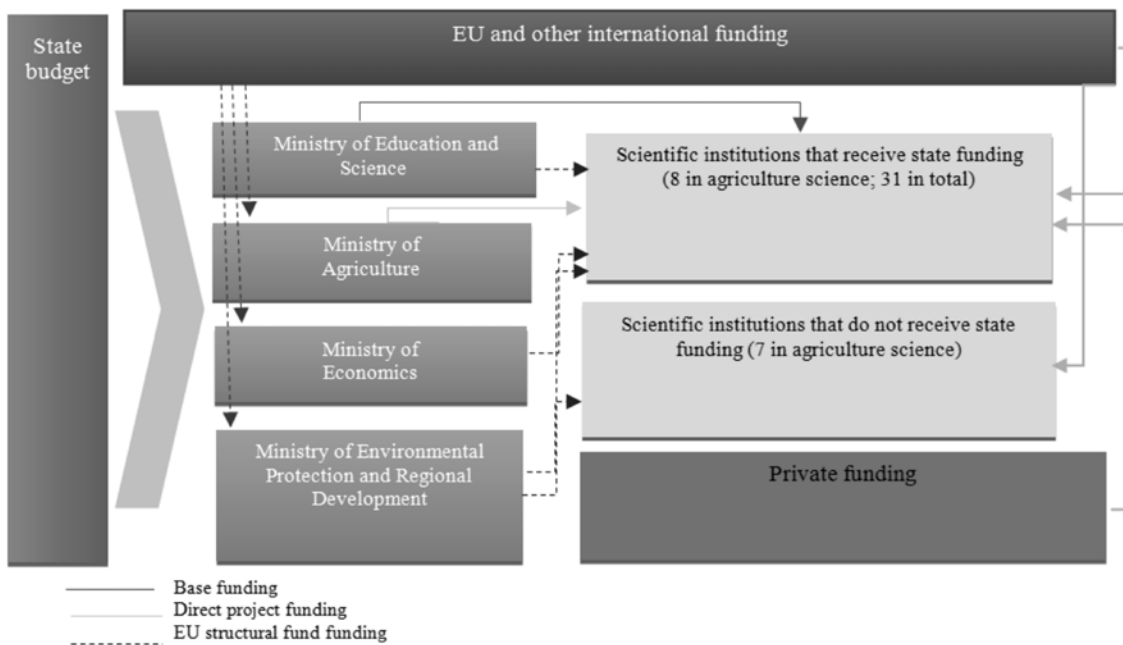 State
budget
EU and other international funding
Ministry of Education and
Science
Scientific institutions that receive state funding
(8 in agriculture science; 31 in total)
Ministry of
Agriculture
Scientific institutions that do not receive state
funding (7 in agriculture science)
Ministry of
Economics
Ministry of Environmental
Protection and Regional
Development
Private funding
Base funding
Direct project funding
EU structural fund funding